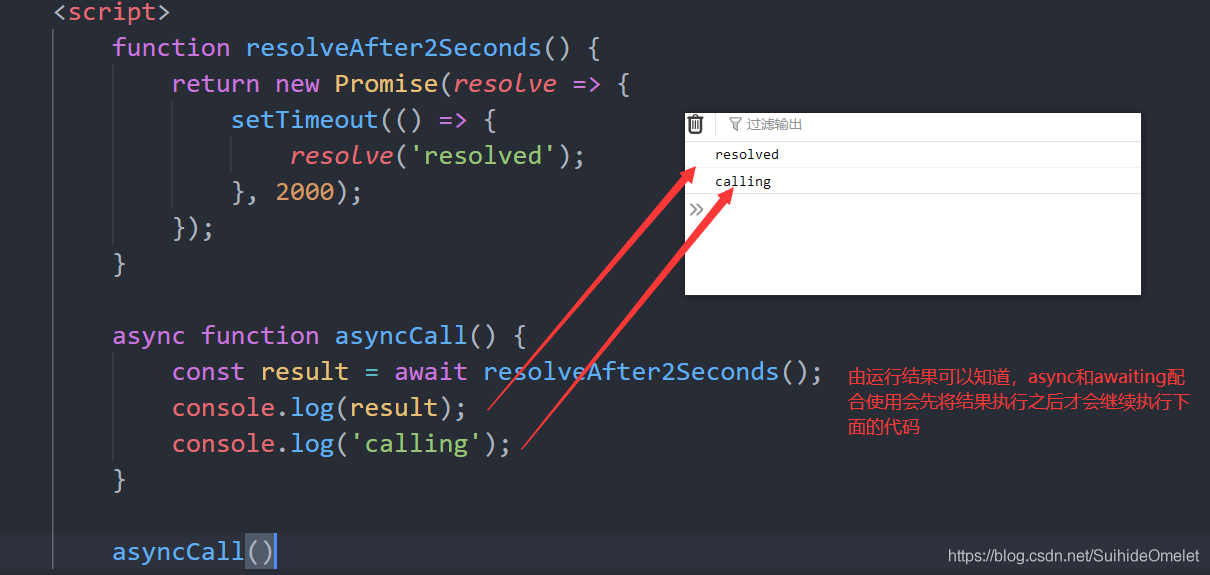 <script>
function resolveAfter2Seconds() {
return new Promise(resolve => {
setTimeout(() => {
resolve('resolved');
}, 2000);
});
}
async function asyncCall() {
const result = await resolveAfter2Seconds();
console.log(result);
console.log('calling');
}
asyncCall()
过滤输出
resolved
calling
由运行结果可以知道，async和awaiting配
合使用会先将结果执行之后才会继续执行下
面的代码
https://blog.csdn.net/SuihideOmelet